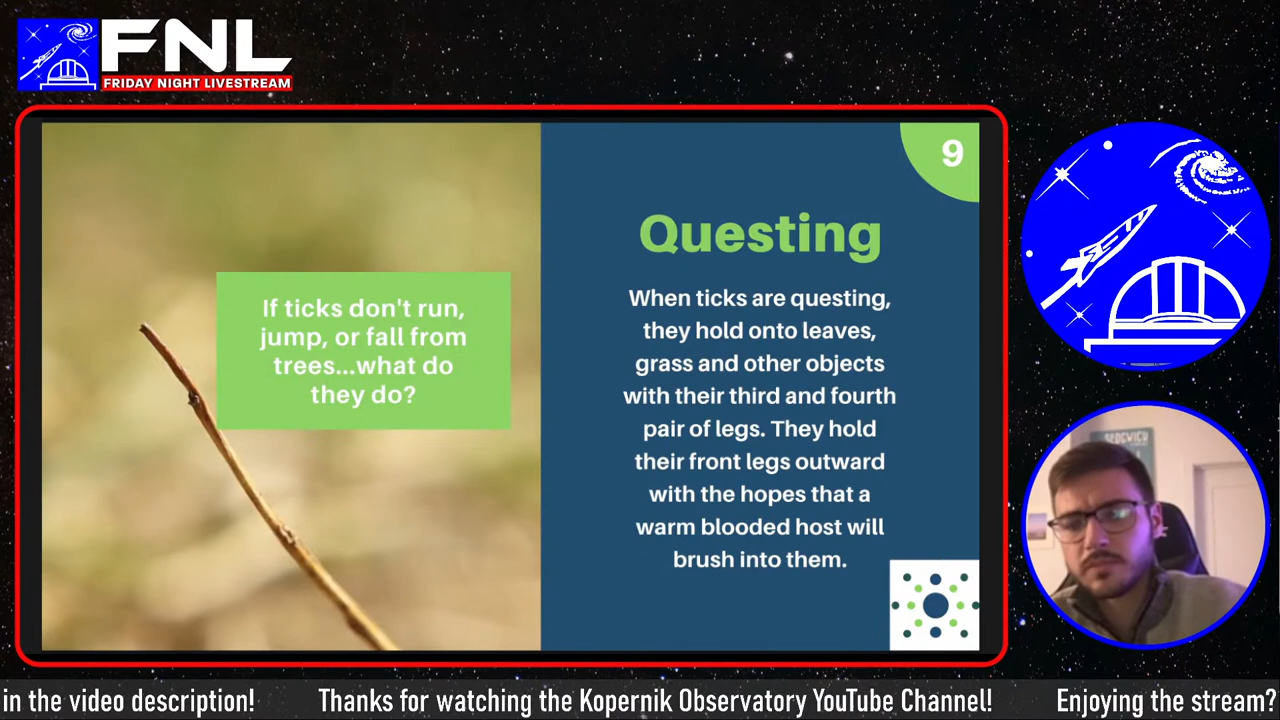 FNL
FRIDAY NIGHT LIVESTREAM
9
Questing
If ticks don't run,
jump, or fall from
trees...what do
they do?
When ticks are questing,
they hold onto leaves,
grass and other objects
with their third and fourth
pair of legs. They hold
their front legs outward
with the hopes that a
warm blooded host will
brush into them.
SEDGWICK
in the video description! Thanks for watching the Kopernik Observatory YouTube Channel! Enjoying the stream?